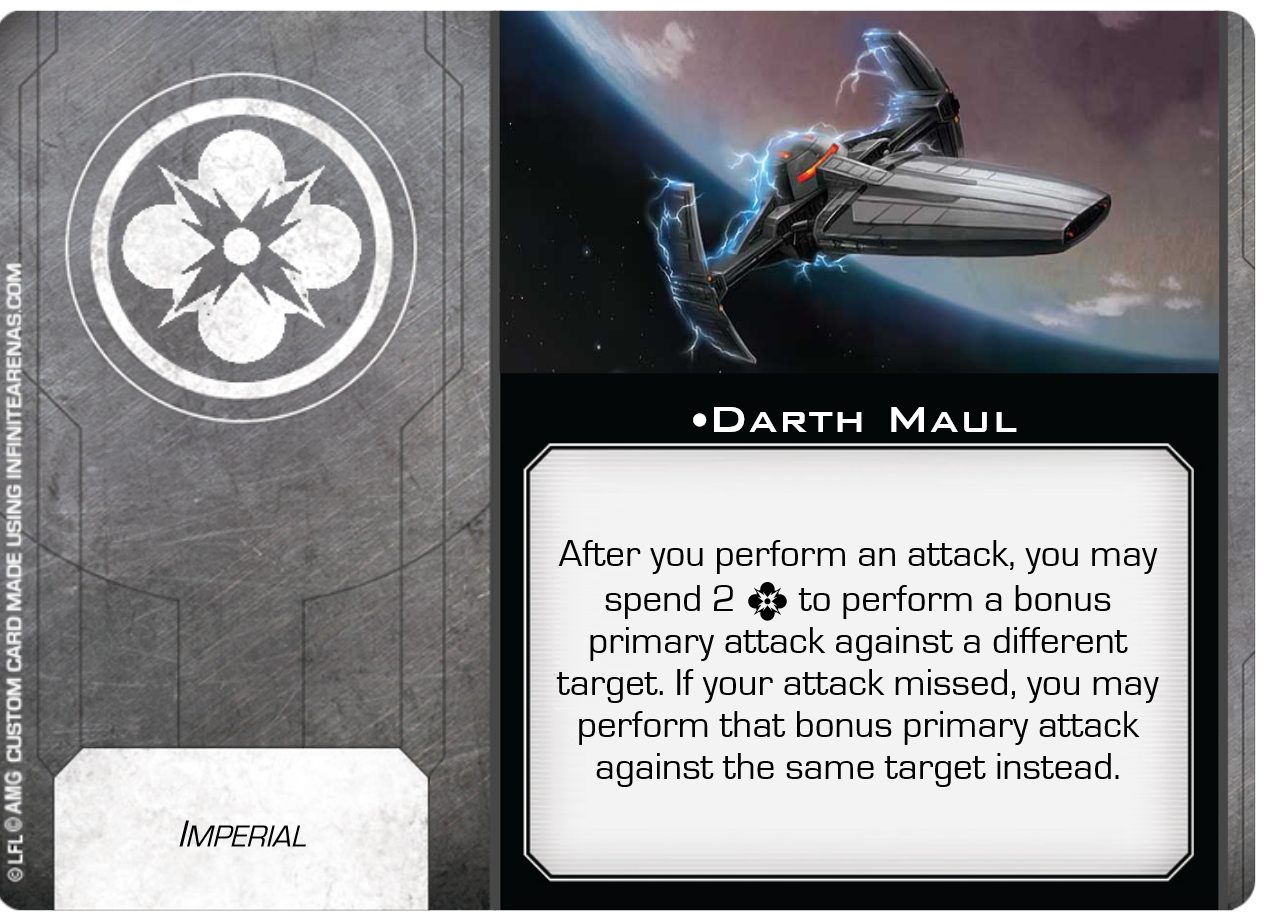 •Darth Maul
After you perform an attack, you may
spend 2 to perform a bonus
primary attack against a different
target. If your attack missed, you may
perform that bonus primary attack
against the same target instead.
Imperial
© LFL © AMG CUSTOM CARD MADE USING INFINITEARENAS.COM